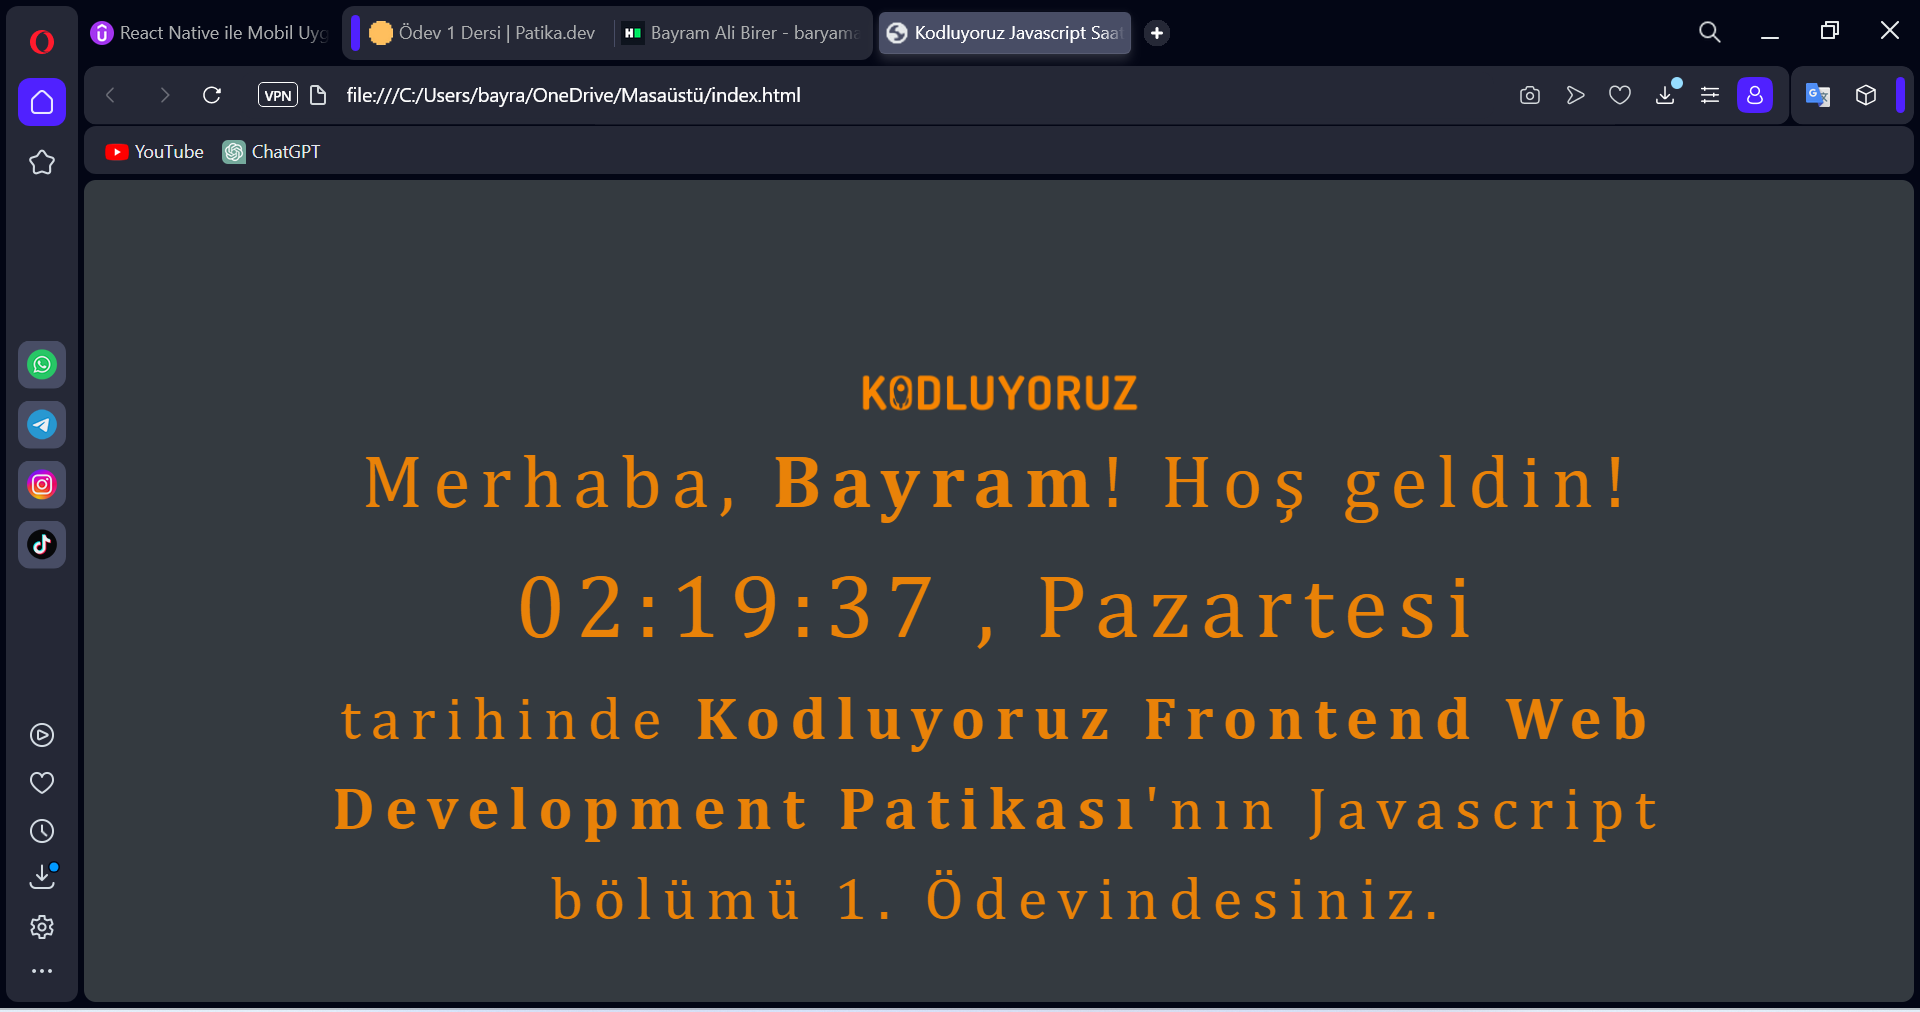 React Native ile Mobil Uyg
Ödev 1 Dersi | Patika.dev
Bayram Ali Birer - baryama
Kodluyoruz Javascript Saat
VPN
file:///C:/Users/bayra/OneDrive/Masaüstü/index.html
YouTube
ChatGPT
KODLUYORUZ
Merhaba, Bayram! Hoş geldin!
02:19:37 , Pazartesi
tarihinde Kodluyoruz Frontend Web
Development Patikası'nın Javascript
bölümü 1. Ödevindesiniz.